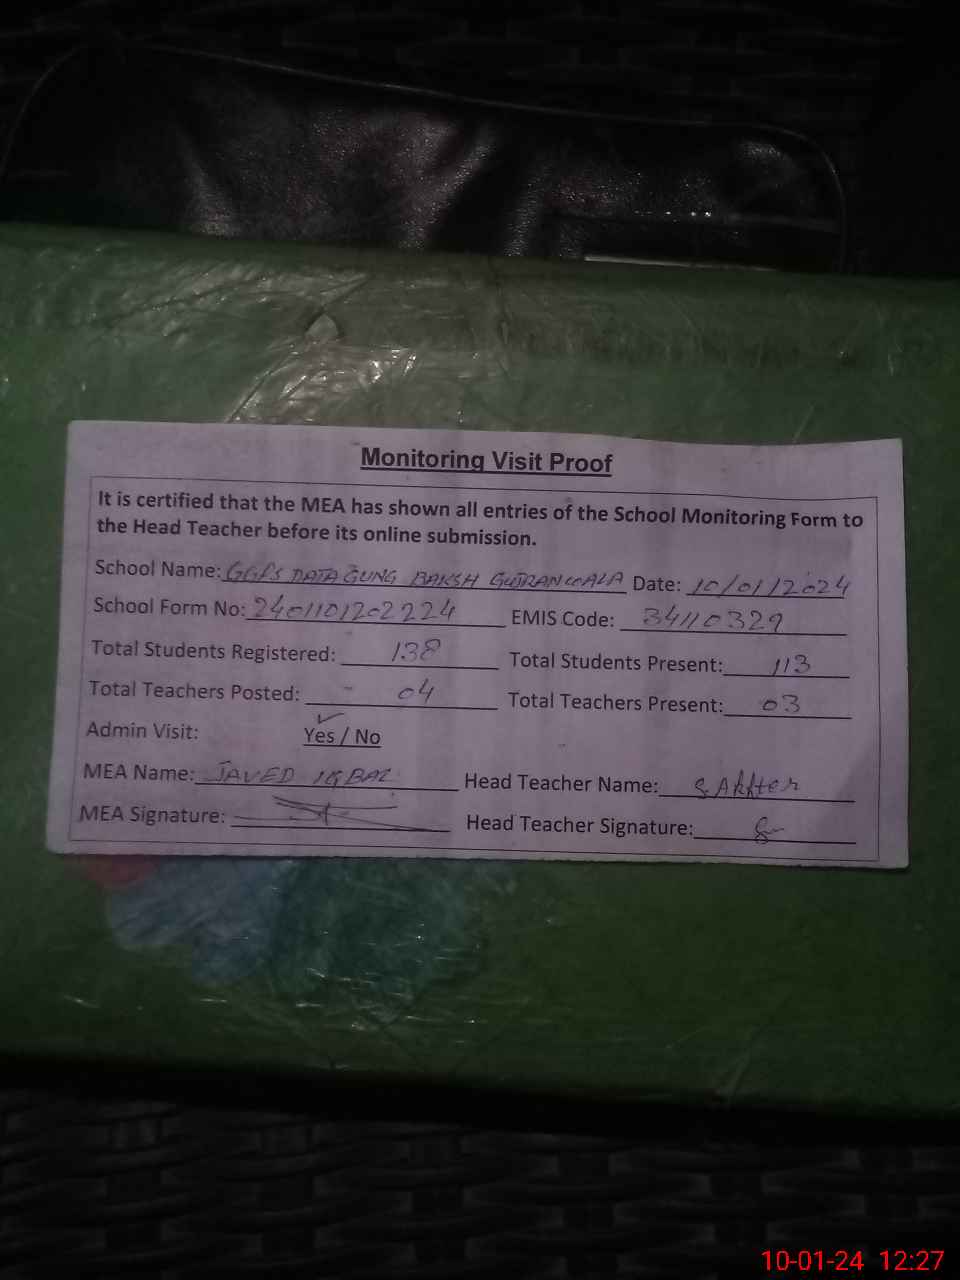 Monitoring Visit Proof
It is certified that the MEA has shown all entries of the School Monitoring Form to
the Head Teacher before its online submission.
School Name: GGPS DATA GUNG BAKSH GUJRANWALA Date: 10/01/2024
School Form No: 2401101202224 EMIS Code: 34110329
Total Students Registered: 138 Total Students Present: 113
Total Teachers Posted: 04 Total Teachers Present: 03
Admin Visit: Yes / No
MEA Name: JAVED IQBAL Head Teacher Name: S Akhter
MEA Signature: Head Teacher Signature:
10-01-24 12:27